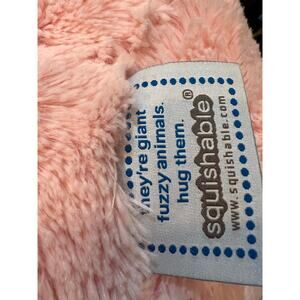 they're giant
fuzzy animals.
hug them.
squishable®
www.squishable.com